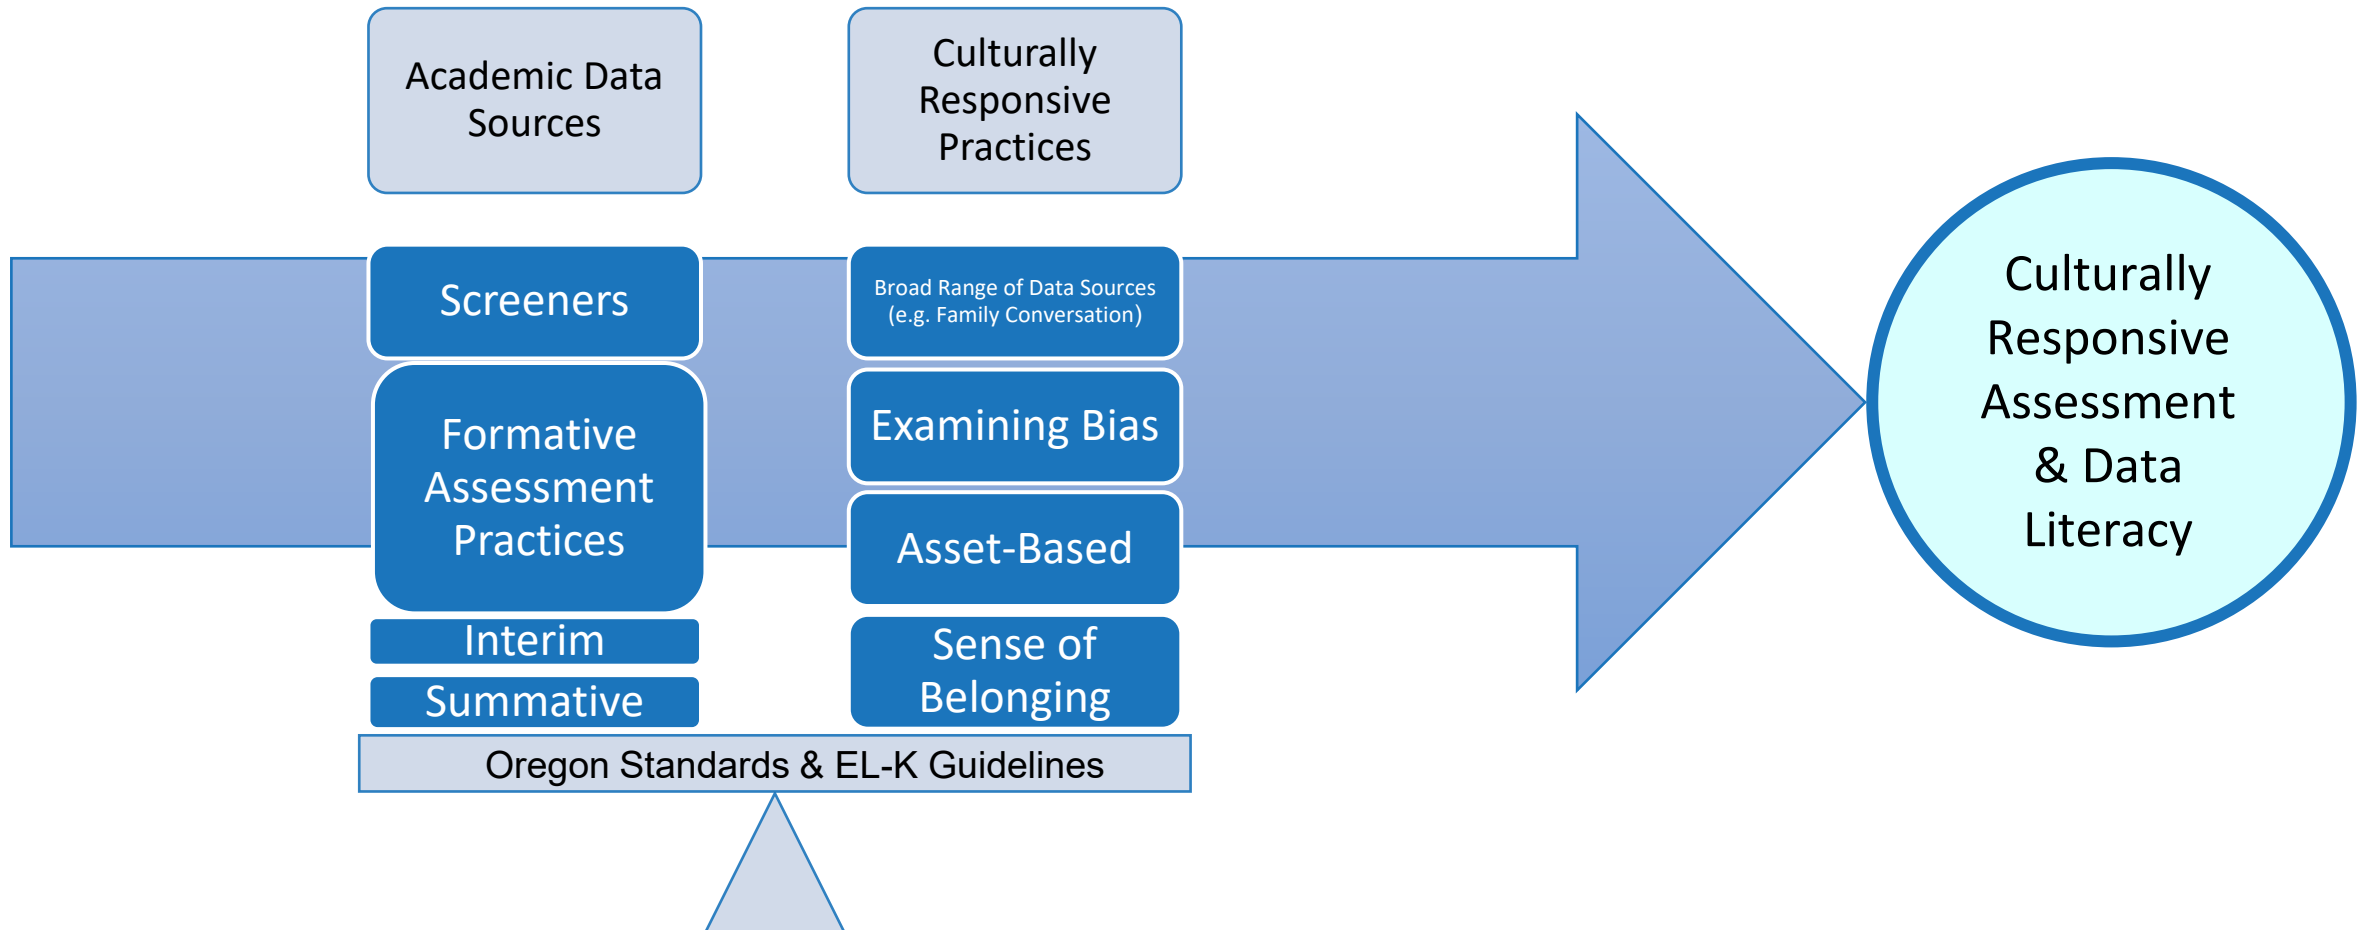 Academic Data
Sources
Culturally
Responsive
Practices
Screeners
Formative
Assessment
Practices
Interim
Summative
Broad Range of Data Sources
(e.g. Family Conversation)
Examining Bias
Asset-Based
Sense of
Belonging
Oregon Standards & EL-K Guidelines
Culturally
Responsive
Assessment
& Data
Literacy